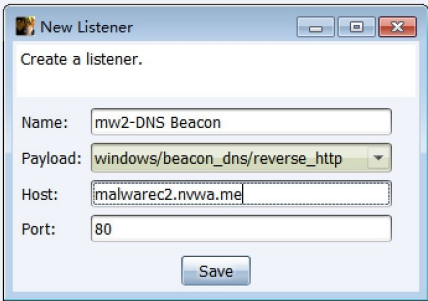 New Listener
Create a listener.
Name: mw2-DNS Beacon
Payload: windows/beacon_dns/reverse_http
Host: malwarec2.nvwa.me
Port: 80
Save